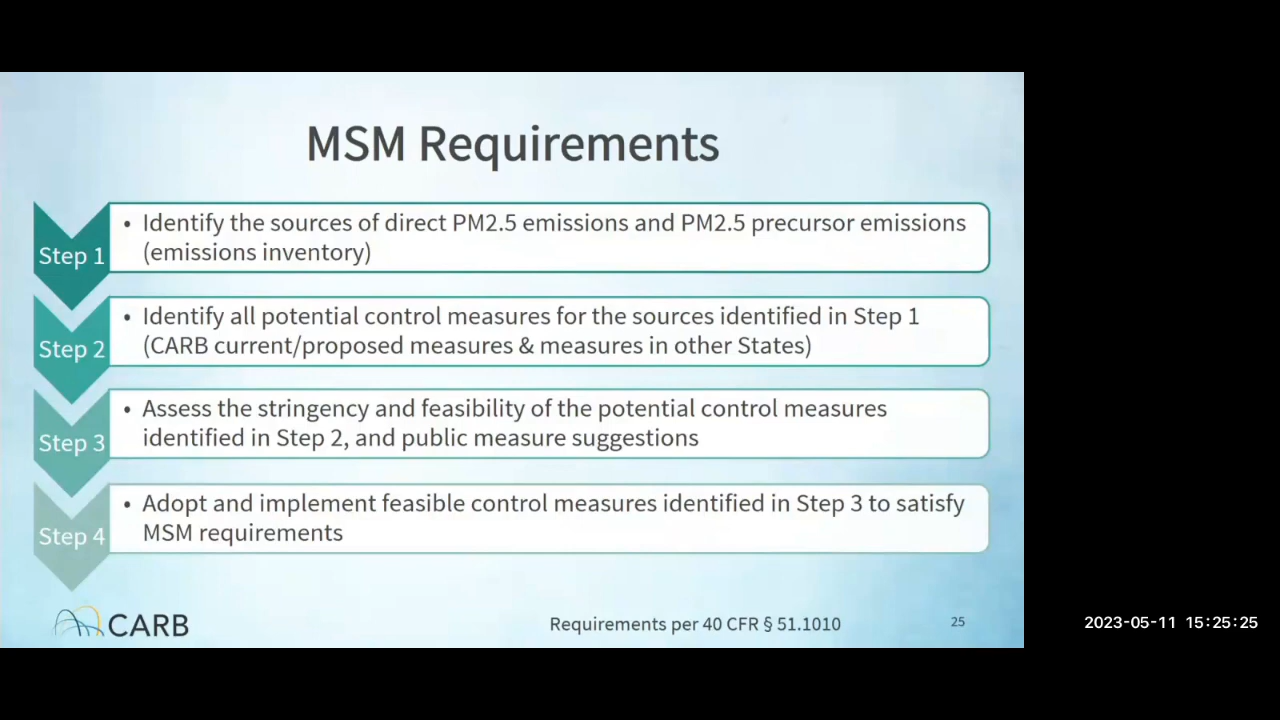 MSM Requirements
Step 1
• Identify the sources of direct PM2.5 emissions and PM2.5 precursor emissions
(emissions inventory)
Step 2
• Identify all potential control measures for the sources identified in Step 1
(CARB current/proposed measures & measures in other States)
Step 3
• Assess the stringency and feasibility of the potential control measures
identified in Step 2, and public measure suggestions
Step 4
• Adopt and implement feasible control measures identified in Step 3 to satisfy
MSM requirements
CARB
Requirements per 40 CFR § 51.1010
25
2023-05-11 15:25:25